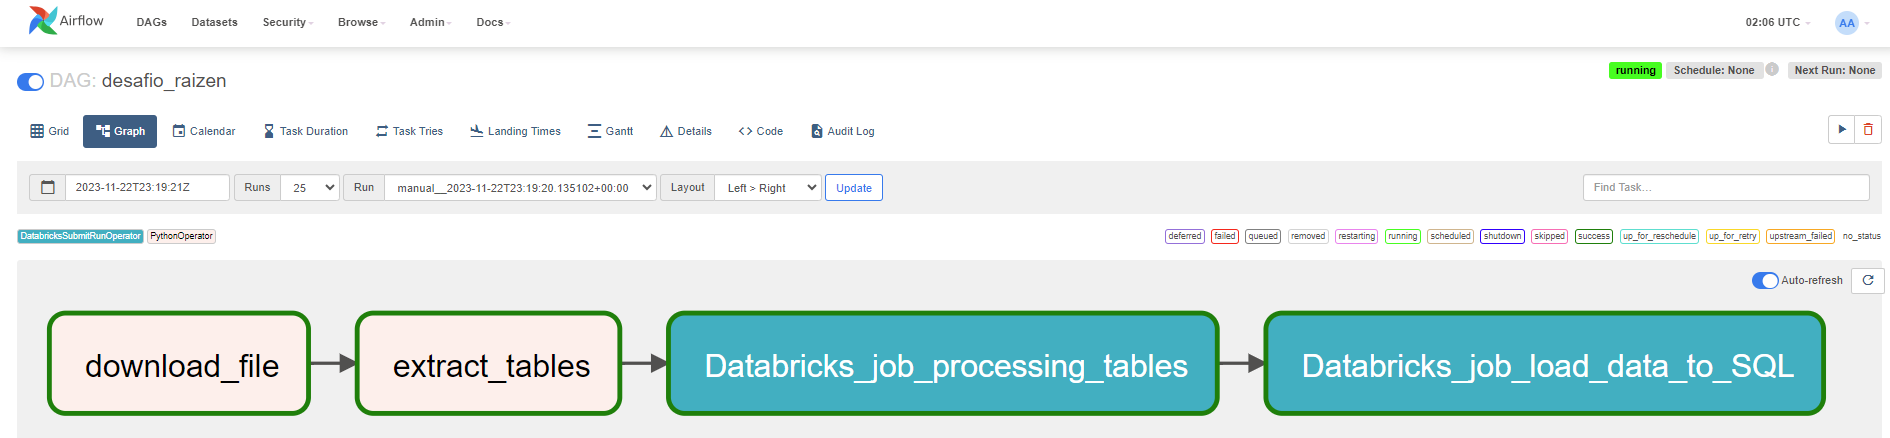 Airflow DAGs Datasets Security Browse Admin Docs 02:06 UTC AA
DAG: desafio_raizen running Schedule: None i Next Run: None
Grid Graph Calendar Task Duration Task Tries Landing Times Gantt Details <> Code Audit Log
2023-11-22T23:19:21Z Runs 25 Run manual__2023-11-22T23:19:20.135102+00:00 Layout Left > Right Update Find Task...
DatabricksSubmitRunOperator PythonOperator deferred failed queued removed restarting running scheduled shutdown skipped success up_for_reschedule up_for_retry upstream_failed no_status
Auto-refresh
download_file extract_tables Databricks_job_processing_tables Databricks_job_load_data_to_SQL